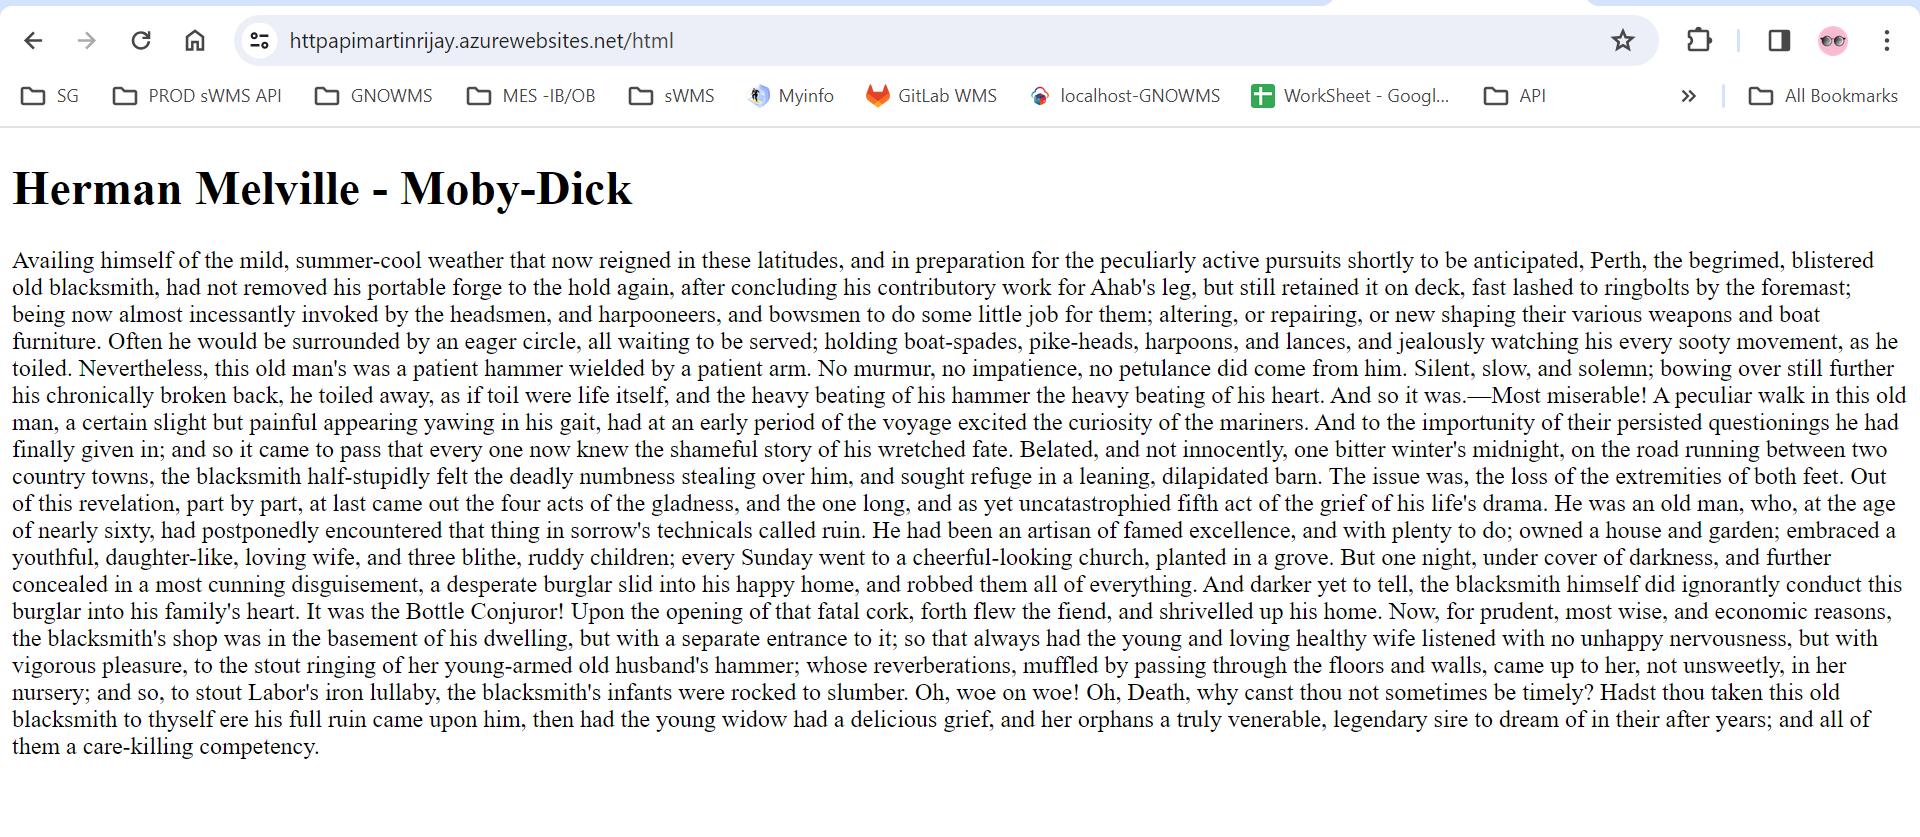 httpapimartinrijay.azurewebsites.net/html
SG PROD sWMS API GNOWMS MES -IB/OB sWMS Myinfo GitLab WMS localhost-GNOWMS WorkSheet - Googl... API » All Bookmarks
Herman Melville - Moby-Dick
Availing himself of the mild, summer-cool weather that now reigned in these latitudes, and in preparation for the peculiarly active pursuits shortly to be anticipated, Perth, the begrimed, blistered
old blacksmith, had not removed his portable forge to the hold again, after concluding his contributory work for Ahab's leg, but still retained it on deck, fast lashed to ringbolts by the foremast;
being now almost incessantly invoked by the headsmen, and harpooneers, and bowsmen to do some little job for them; altering, or repairing, or new shaping their various weapons and boat
furniture. Often he would be surrounded by an eager circle, all waiting to be served; holding boat-spades, pike-heads, harpoons, and lances, and jealously watching his every sooty movement, as he
toiled. Nevertheless, this old man's was a patient hammer wielded by a patient arm. No murmur, no impatience, no petulance did come from him. Silent, slow, and solemn; bowing over still further
his chronically broken back, he toiled away, as if toil were life itself, and the heavy beating of his hammer the heavy beating of his heart. And so it was.—Most miserable! A peculiar walk in this old
man, a certain slight but painful appearing yawing in his gait, had at an early period of the voyage excited the curiosity of the mariners. And to the importunity of their persisted questionings he had
finally given in; and so it came to pass that every one now knew the shameful story of his wretched fate. Belated, and not innocently, one bitter winter's midnight, on the road running between two
country towns, the blacksmith half-stupidly felt the deadly numbness stealing over him, and sought refuge in a leaning, dilapidated barn. The issue was, the loss of the extremities of both feet. Out
of this revelation, part by part, at last came out the four acts of the gladness, and the one long, and as yet uncatastrophied fifth act of the grief of his life's drama. He was an old man, who, at the age
of nearly sixty, had postponedly encountered that thing in sorrow's technicals called ruin. He had been an artisan of famed excellence, and with plenty to do; owned a house and garden; embraced a
youthful, daughter-like, loving wife, and three blithe, ruddy children; every Sunday went to a cheerful-looking church, planted in a grove. But one night, under cover of darkness, and further
concealed in a most cunning disguisement, a desperate burglar slid into his happy home, and robbed them all of everything. And darker yet to tell, the blacksmith himself did ignorantly conduct this
burglar into his family's heart. It was the Bottle Conjuror! Upon the opening of that fatal cork, forth flew the fiend, and shrivelled up his home. Now, for prudent, most wise, and economic reasons,
the blacksmith's shop was in the basement of his dwelling, but with a separate entrance to it; so that always had the young and loving healthy wife listened with no unhappy nervousness, but with
vigorous pleasure, to the stout ringing of her young-armed old husband's hammer; whose reverberations, muffled by passing through the floors and walls, came up to her, not unsweetly, in her
nursery; and so, to stout Labor's iron lullaby, the blacksmith's infants were rocked to slumber. Oh, woe on woe! Oh, Death, why canst thou not sometimes be timely? Hadst thou taken this old
blacksmith to thyself ere his full ruin came upon him, then had the young widow had a delicious grief, and her orphans a truly venerable, legendary sire to dream of in their after years; and all of
them a care-killing competency.